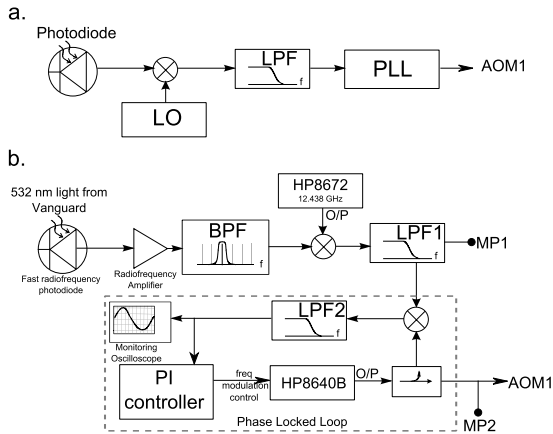 a.
Photodiode
LPF
f
PLL
AOM1
LO
b.
532 nm light from
Vanguard
Fast radiofrequency
photodiode
Radiofrequency
Amplifier
BPF
f
HP8672
12.438 GHz
O/P
LPF1
f
MP1
Monitoring
Oscilloscope
LPF2
f
PI
controller
freq
modulation
control
HP8640B
O/P
AOM1
MP2
Phase Locked Loop